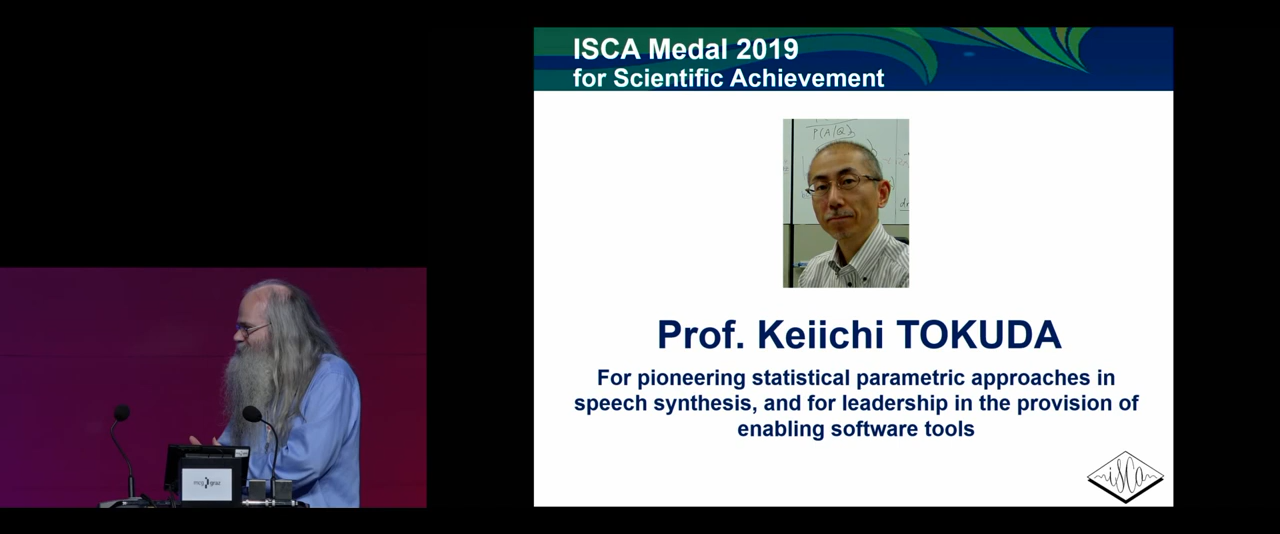 ISCA Medal 2019
for Scientific Achievement
P(A|Q)
Prof. Keiichi TOKUDA
For pioneering statistical parametric approaches in
speech synthesis, and for leadership in the provision of
enabling software tools
isca